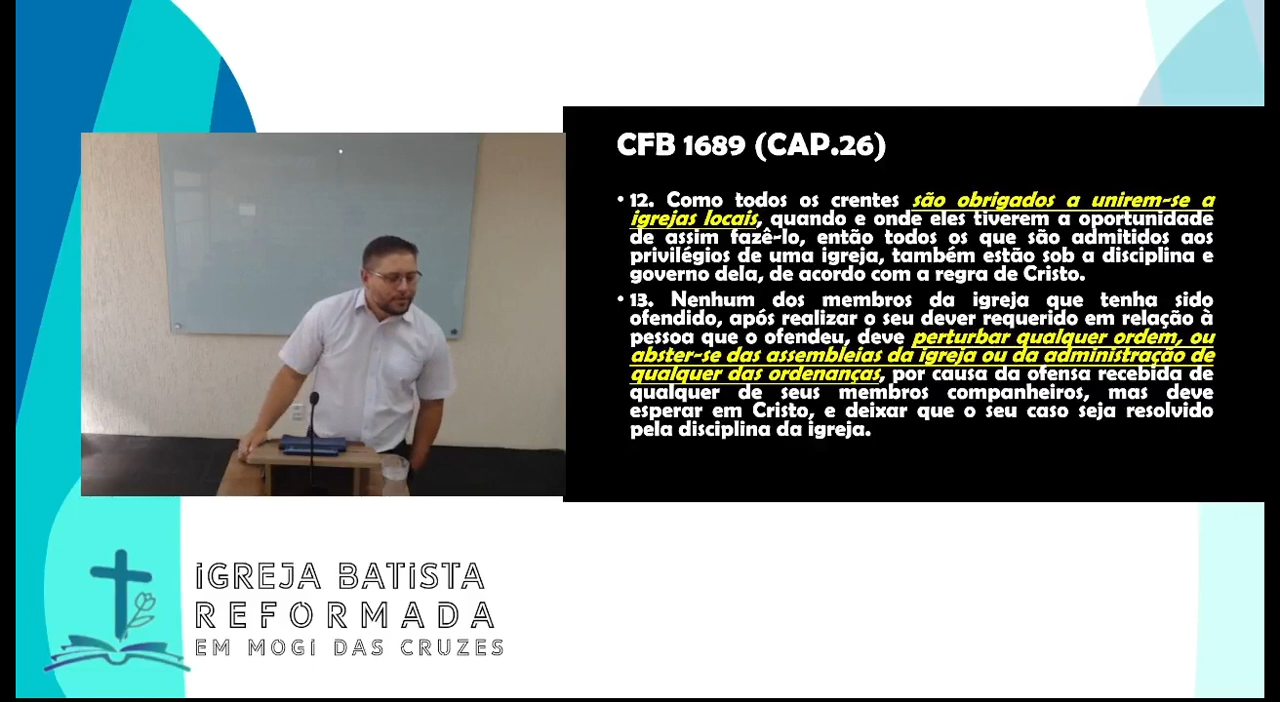 CFB 1689 (CAP.26)
• 12. Como todos os crentes são obrigados a unirem-se a
igrejas locais, quando e onde eles tiverem a oportunidade
de assim fazê-lo, então todos os que são admitidos aos
privilégios de uma igreja, também estão sob a disciplina e
governo dela, de acordo com a regra de Cristo.
• 13. Nenhum dos membros da igreja que tenha sido
ofendido, após realizar o seu dever requerido em relação à
pessoa que o ofendeu, deve perturbar qualquer ordem, ou
abster-se das assembleias da igreja ou da administração de
qualquer das ordenanças, por causa da ofensa recebida de
qualquer de seus membros companheiros, mas deve
esperar em Cristo, e deixar que o seu caso seja resolvido
pela disciplina da igreja.
IGREJA BATISTA
REFORMADA
EM MOGI DAS CRUZES